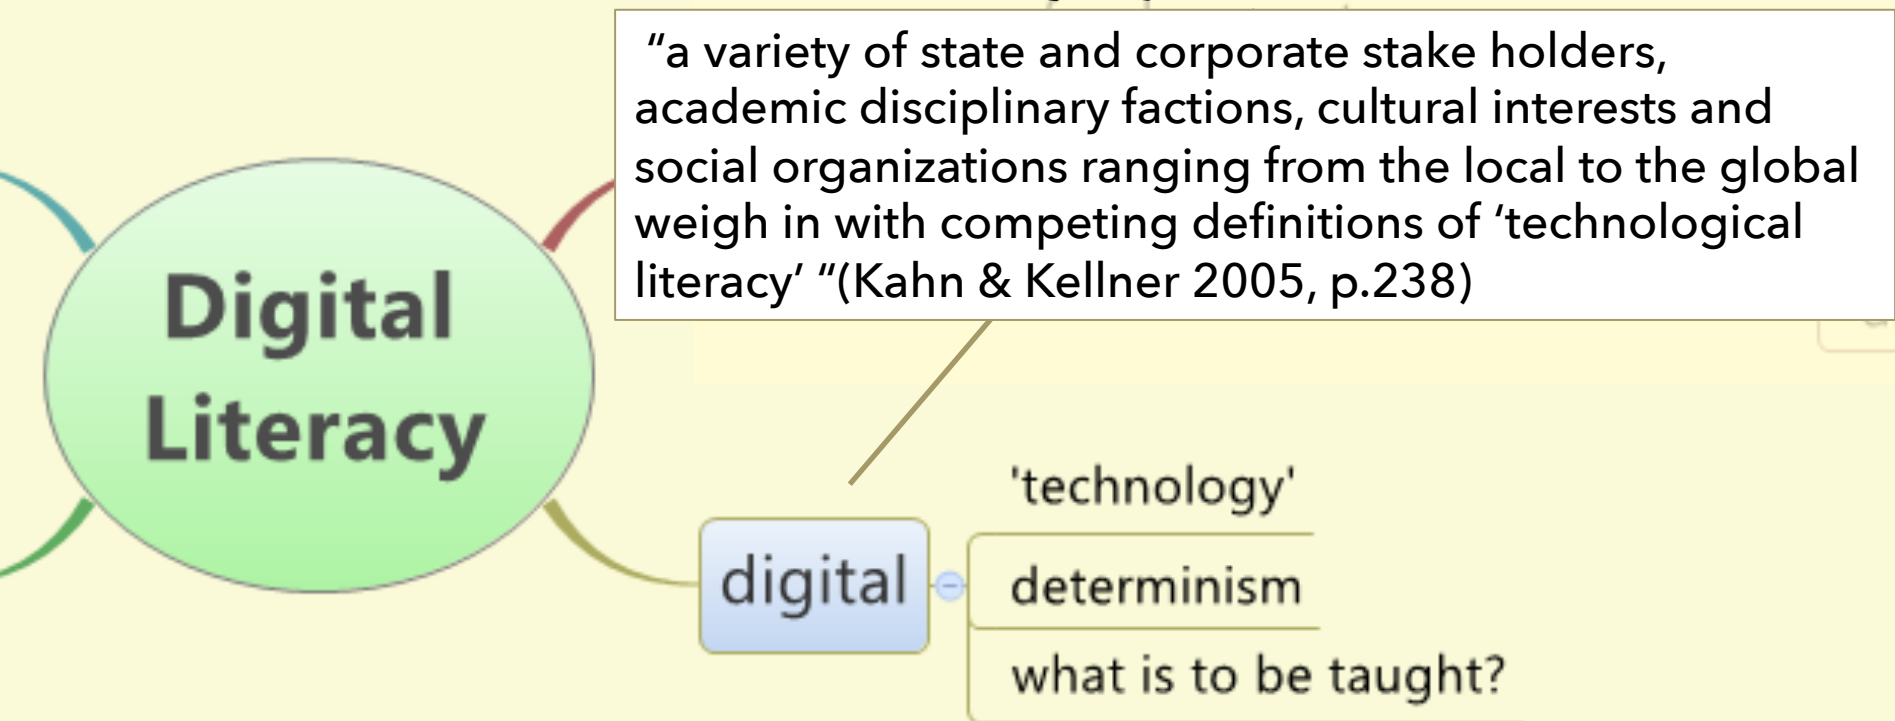 “a variety of state and corporate stake holders,
academic disciplinary factions, cultural interests and
social organizations ranging from the local to the global
weigh in with competing definitions of ‘technological
literacy’ “(Kahn & Kellner 2005, p.238)
Digital
Literacy
digital
'technology'
determinism
what is to be taught?